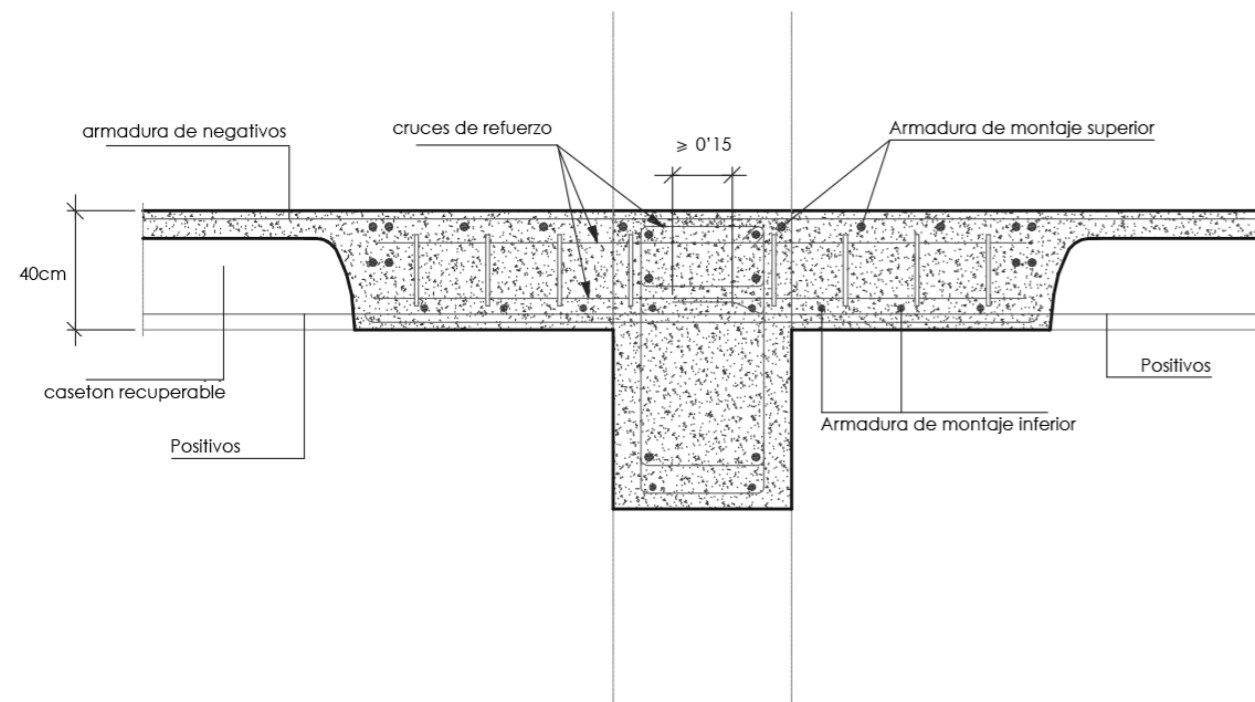 armadura de negativos
cruces de refuerzo
≥ 0'15
Armadura de montaje superior
40cm
caseton recuperable
Positivos
Positivos
Armadura de montaje inferior